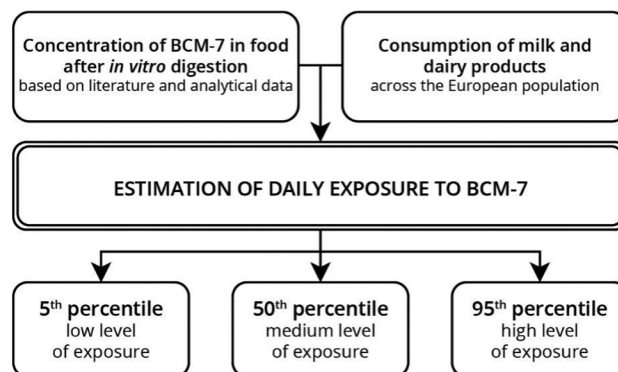 Concentration of BCM-7 in food
after in vitro digestion
based on literature and analytical data
Consumption of milk and
dairy products
across the European population
ESTIMATION OF DAILY EXPOSURE TO BCM-7
5th percentile
low level
of exposure
50th percentile
medium level
of exposure
95th percentile
high level
of exposure